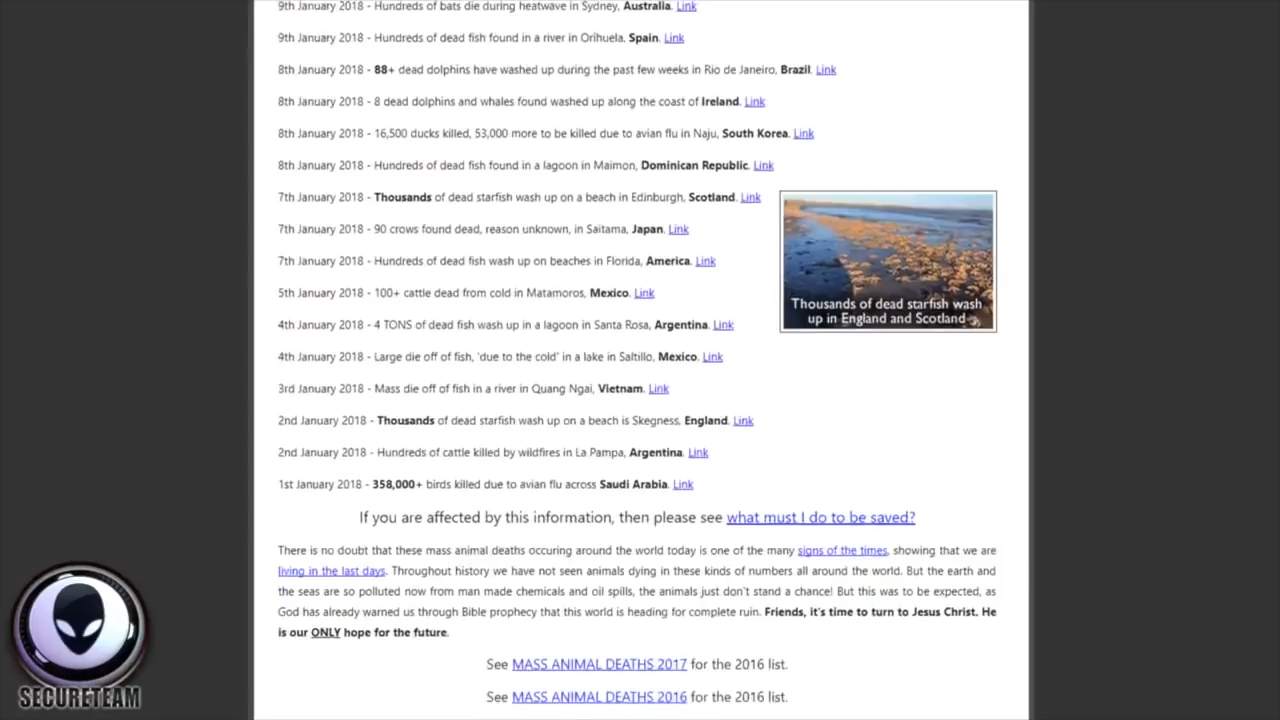 9th January 2018 - Hundreds of bats die during heatwave in Sydney, Australia. Link
9th January 2018 - Hundreds of dead fish found in a river in Orihuela, Spain. Link
8th January 2018 - 88+ dead dolphins have washed up during the past few weeks in Rio de Janeiro, Brazil. Link
8th January 2018 - 8 dead dolphins and whales found washed up along the coast of Ireland. Link
8th January 2018 - 16,500 ducks killed, 53,000 more to be killed due to avian flu in Naju, South Korea. Link
8th January 2018 - Hundreds of dead fish found in a lagoon in Maimon, Dominican Republic. Link
7th January 2018 - Thousands of dead starfish wash up on a beach in Edinburgh, Scotland. Link
7th January 2018 - 90 crows found dead, reason unknown, in Saitama, Japan. Link
7th January 2018 - Hundreds of dead fish wash up on beaches in Florida, America. Link
5th January 2018 - 100+ cattle dead from cold in Matamoros, Mexico. Link
Thousands of dead starfish wash
up in England and Scotland
4th January 2018 - 4 TONS of dead fish wash up in a lagoon in Santa Rosa, Argentina. Link
4th January 2018 - Large die off of fish, 'due to the cold' in a lake in Saltillo, Mexico. Link
3rd January 2018 - Mass die off of fish in a river in Quang Ngai, Vietnam. Link
2nd January 2018 - Thousands of dead starfish wash up on a beach is Skegness, England. Link
2nd January 2018 - Hundreds of cattle killed by wildfires in La Pampa, Argentina. Link
1st January 2018 - 358,000+ birds killed due to avian flu across Saudi Arabia. Link
If you are affected by this information, then please see what must I do to be saved?
There is no doubt that these mass animal deaths occuring around the world today is one of the many signs of the times, showing that we are
living in the last days. Throughout history we have not seen animals dying in these kinds of numbers all around the world. But the earth and
the seas are so polluted now from man made chemicals and oil spills, the animals just don't stand a chance! But this was to be expected, as
God has already warned us through Bible prophecy that this world is heading for complete ruin. Friends, it's time to turn to Jesus Christ. He
is our ONLY hope for the future.
See MASS ANIMAL DEATHS 2017 for the 2016 list.
See MASS ANIMAL DEATHS 2016 for the 2016 list.
SECURETEAM